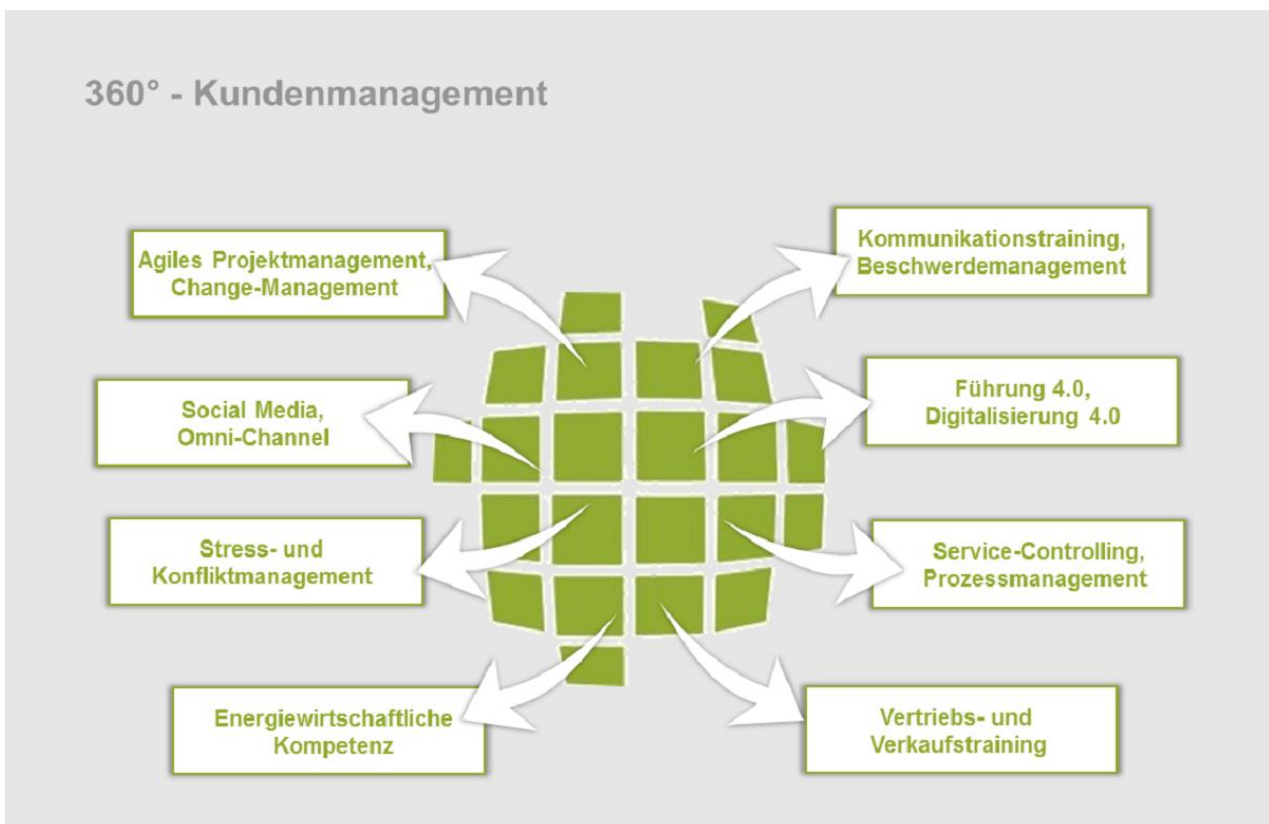 360° - Kundenmanagement
Agiles Projektmanagement,
Change-Management
Kommunikationstraining,
Beschwerdemanagement
Social Media,
Omni-Channel
Führung 4.0,
Digitalisierung 4.0
Stress- und
Konfliktmanagement
Service-Controlling,
Prozessmanagement
Energiewirtschaftliche
Kompetenz
Vertriebs- und
Verkaufstraining